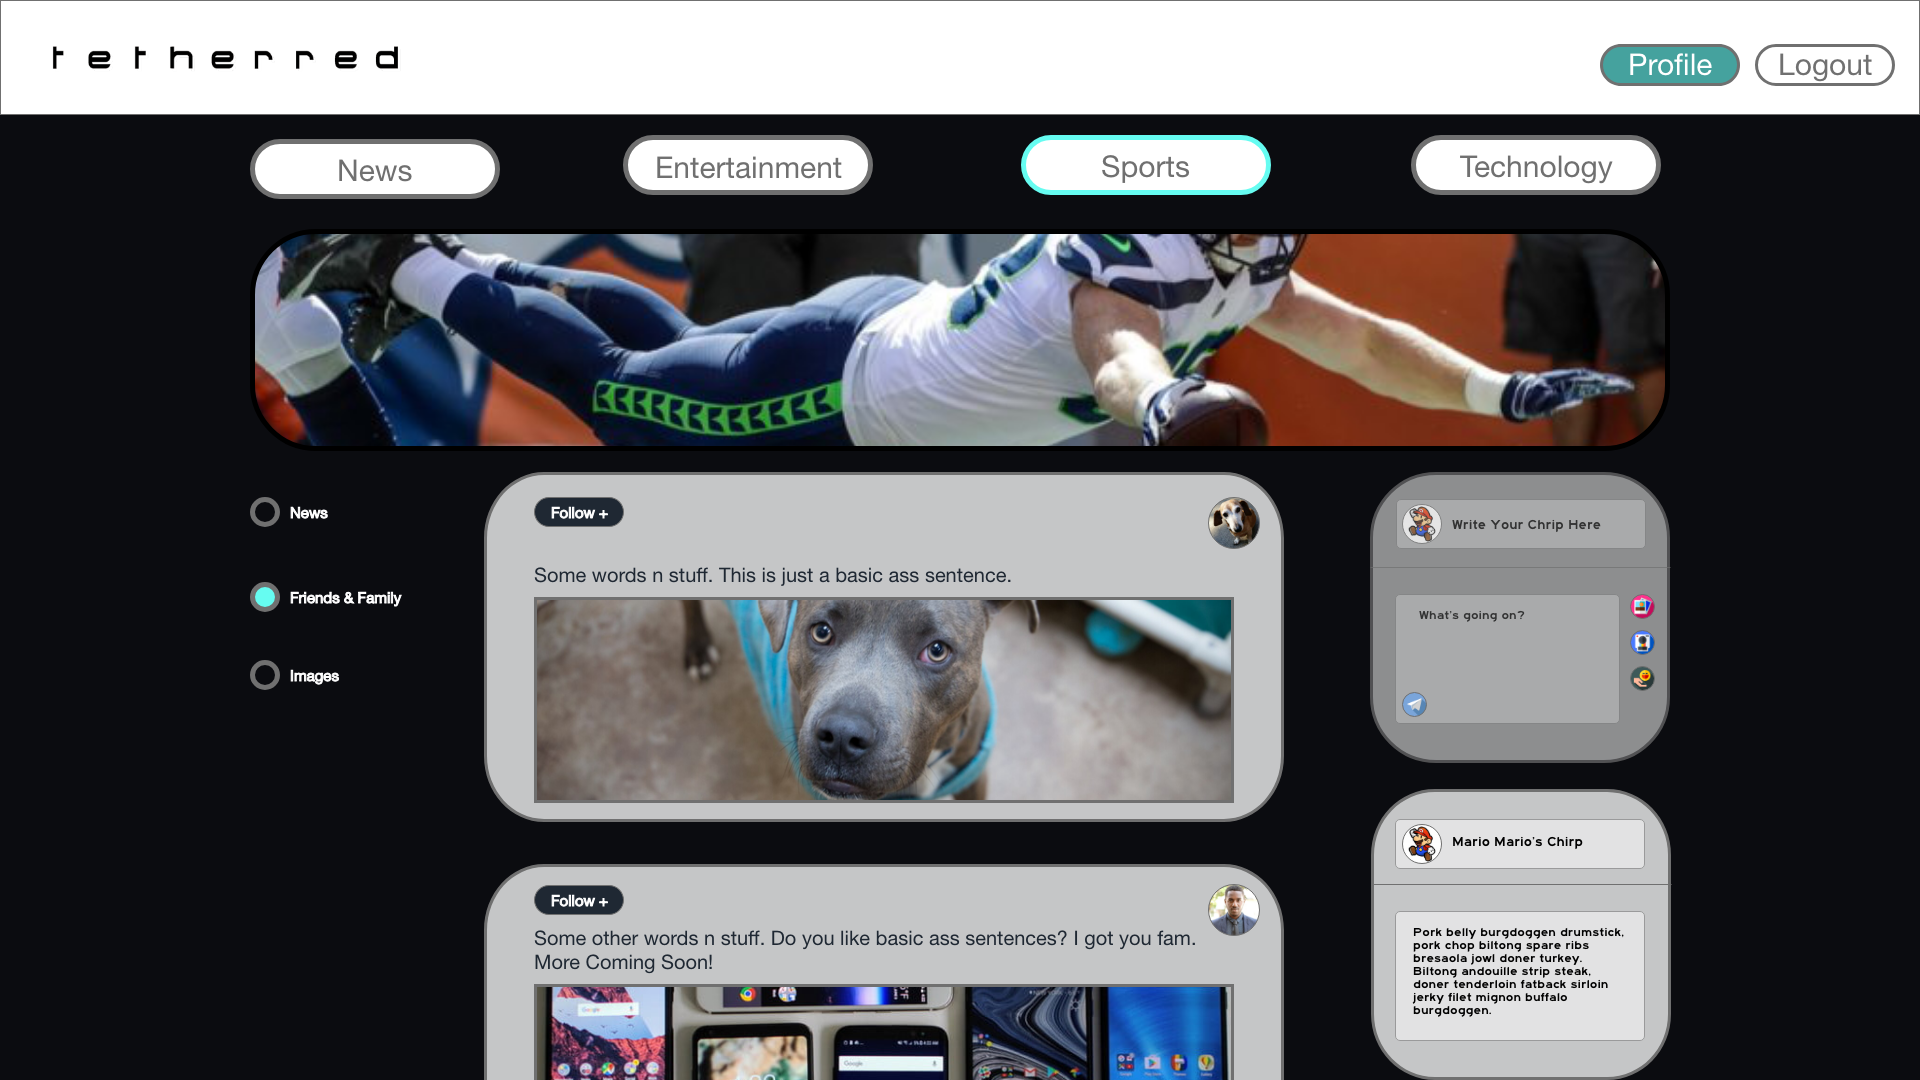 tetherred
Profile
Logout
News
Entertainment
Sports
Technology
News
Friends & Family
Images
Follow +
Some words n stuff. This is just a basic ass sentence.
Follow +
Some other words n stuff. Do you like basic ass sentences? I got you fam.
More Coming Soon!
Google
Google
Write Your Chrip Here
What's going on?
Mario Mario's Chirp
Pork belly burgdoggen drumstick,
pork chop biltong spare ribs
bresaola jowl doner turkey.
Biltong andouille strip steak,
doner tenderloin fatback sirloin
jerky filet mignon buffalo
burgdoggen.